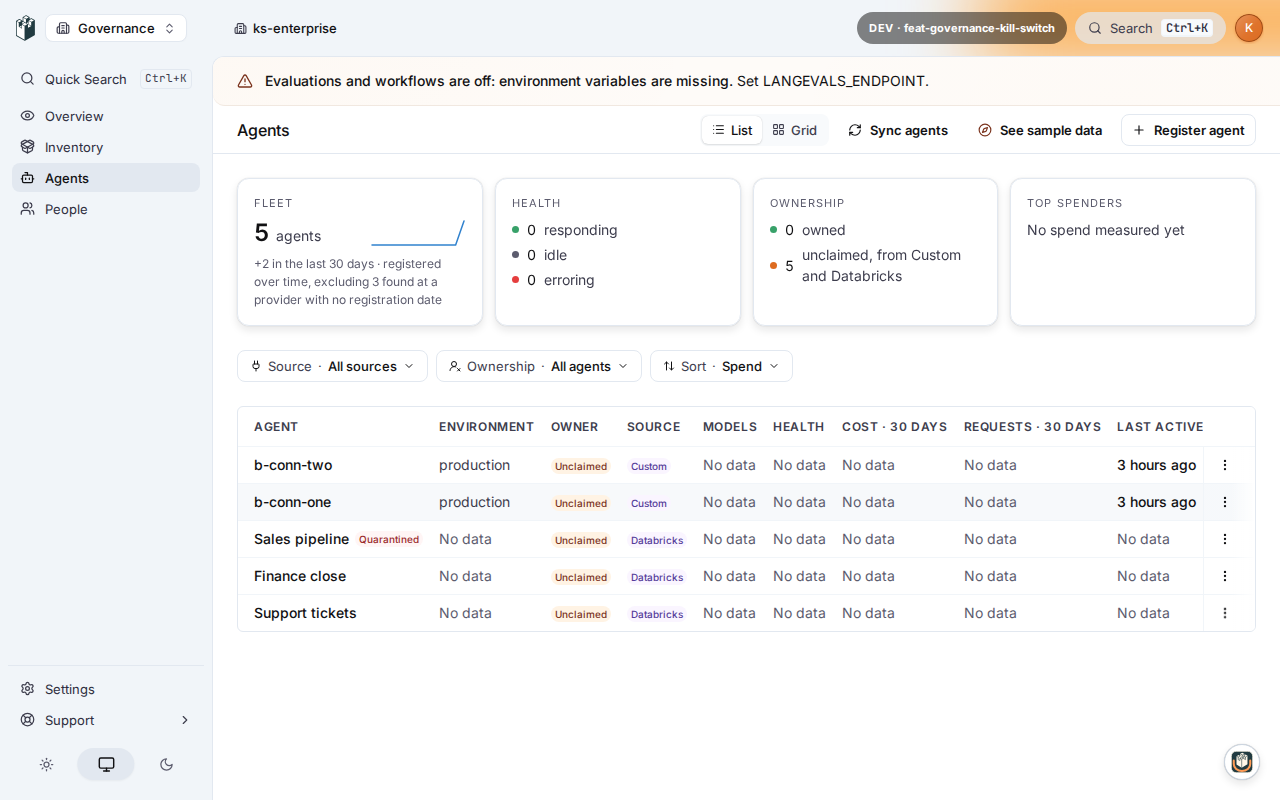 Governance
ks-enterprise
DEV · feat-governance-kill-switch
Search Ctrl+K
K
Quick Search Ctrl+K
Overview
Inventory
Agents
People
Settings
Support
Evaluations and workflows are off: environment variables are missing. Set LANGEVALS_ENDPOINT.
Agents
List
Grid
Sync agents
See sample data
Register agent
FLEET
5 agents
+2 in the last 30 days · registered
over time, excluding 3 found at a
provider with no registration date
HEALTH
0 responding
0 idle
0 erroring
OWNERSHIP
0 owned
5 unclaimed, from Custom
and Databricks
TOP SPENDERS
No spend measured yet
Source · All sources
Ownership · All agents
Sort · Spend
AGENT ENVIRONMENT OWNER SOURCE MODELS HEALTH COST · 30 DAYS REQUESTS · 30 DAYS LAST ACTIVE
b-conn-two production Unclaimed Custom No data No data No data No data 3 hours ago
b-conn-one production Unclaimed Custom No data No data No data No data 3 hours ago
Sales pipeline Quarantined No data Unclaimed Databricks No data No data No data No data No data
Finance close No data Unclaimed Databricks No data No data No data No data No data
Support tickets No data Unclaimed Databricks No data No data No data No data No data